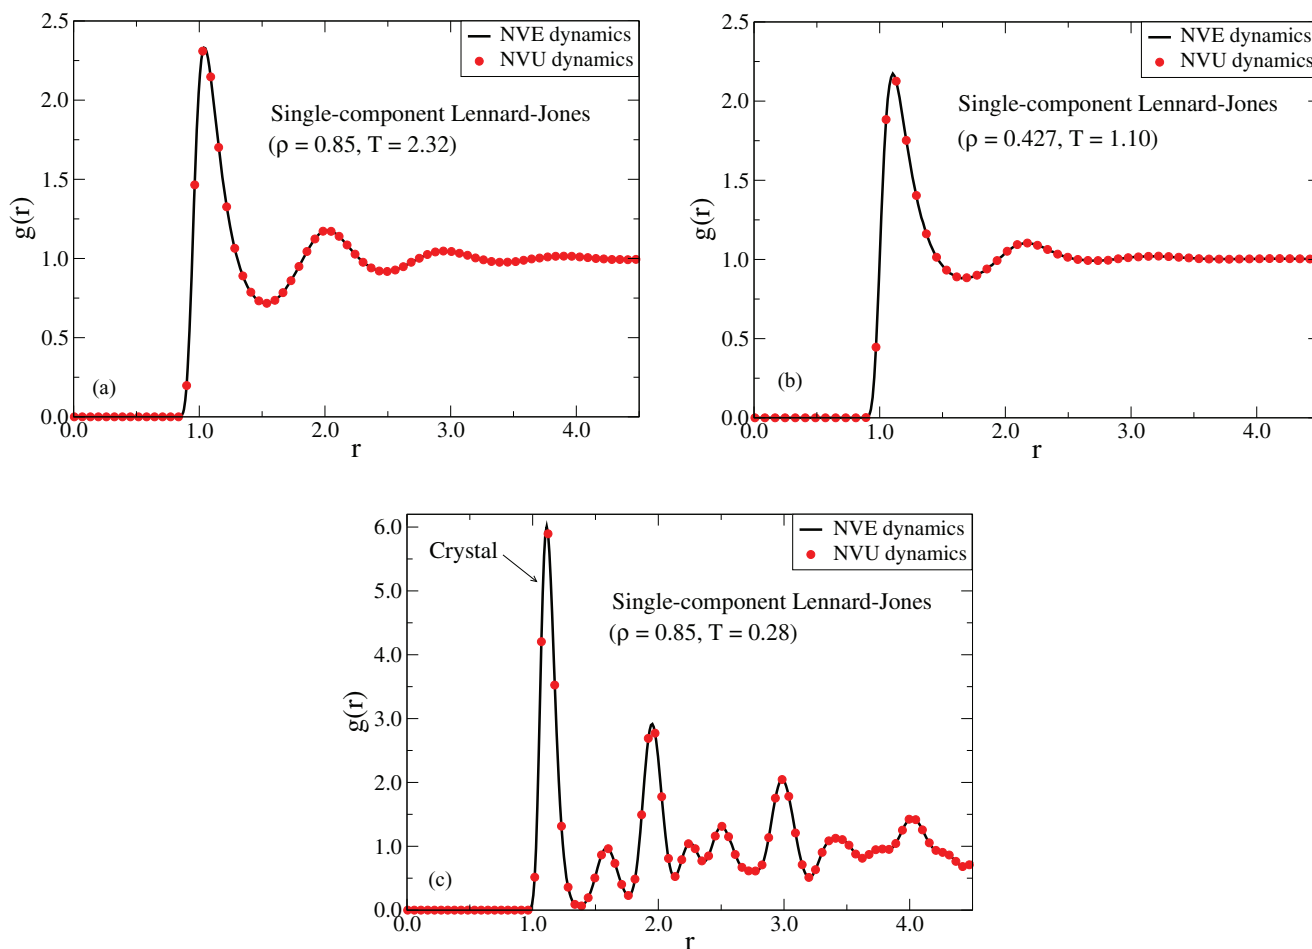 2.5
2.0
1.5
1.0
0.5
0.0
g(r)
NVE dynamics
NVU dynamics
Single-component Lennard-Jones
(ρ = 0.85, T = 2.32)
(a)
0.0 1.0 2.0 3.0 4.0
r
2.5
2.0
1.5
1.0
0.5
0.0
g(r)
NVE dynamics
NVU dynamics
Single-component Lennard-Jones
(ρ = 0.427, T = 1.10)
(b)
0.0 1.0 2.0 3.0 4.0
r
6.0
5.0
4.0
3.0
2.0
1.0
0.0
g(r)
NVE dynamics
NVU dynamics
Crystal
Single-component Lennard-Jones
(ρ = 0.85, T = 0.28)
(c)
0.0 1.0 2.0 3.0 4.0
r